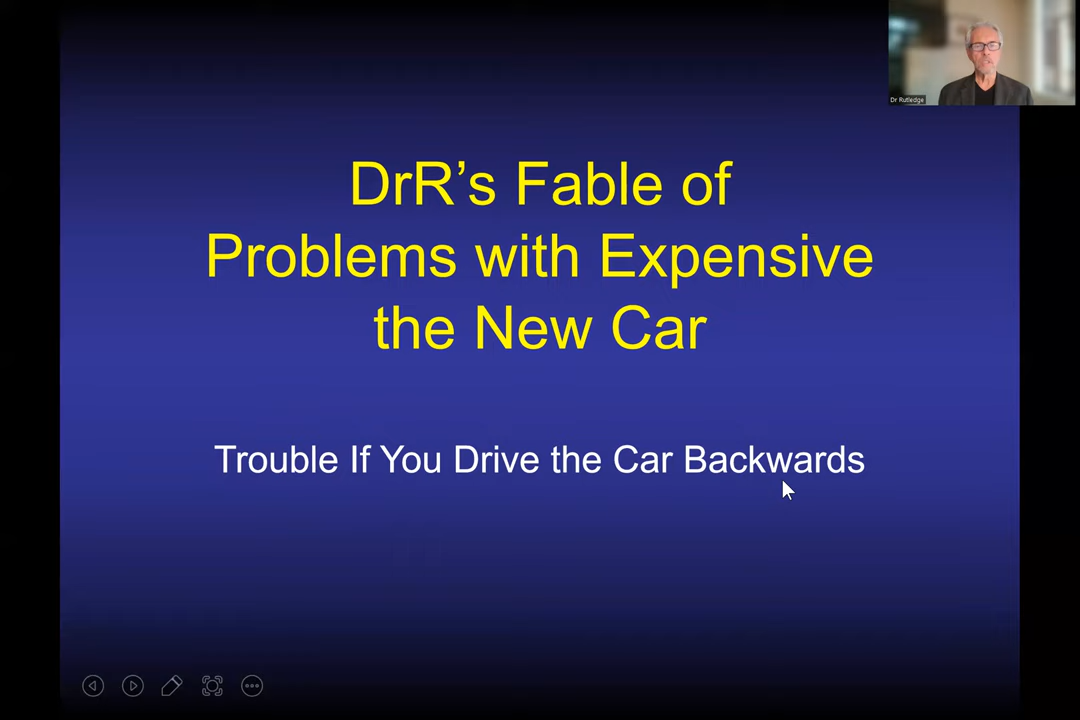 Dr Rutledge
DrR’s Fable of
Problems with Expensive
the New Car
Trouble If You Drive the Car Backwards